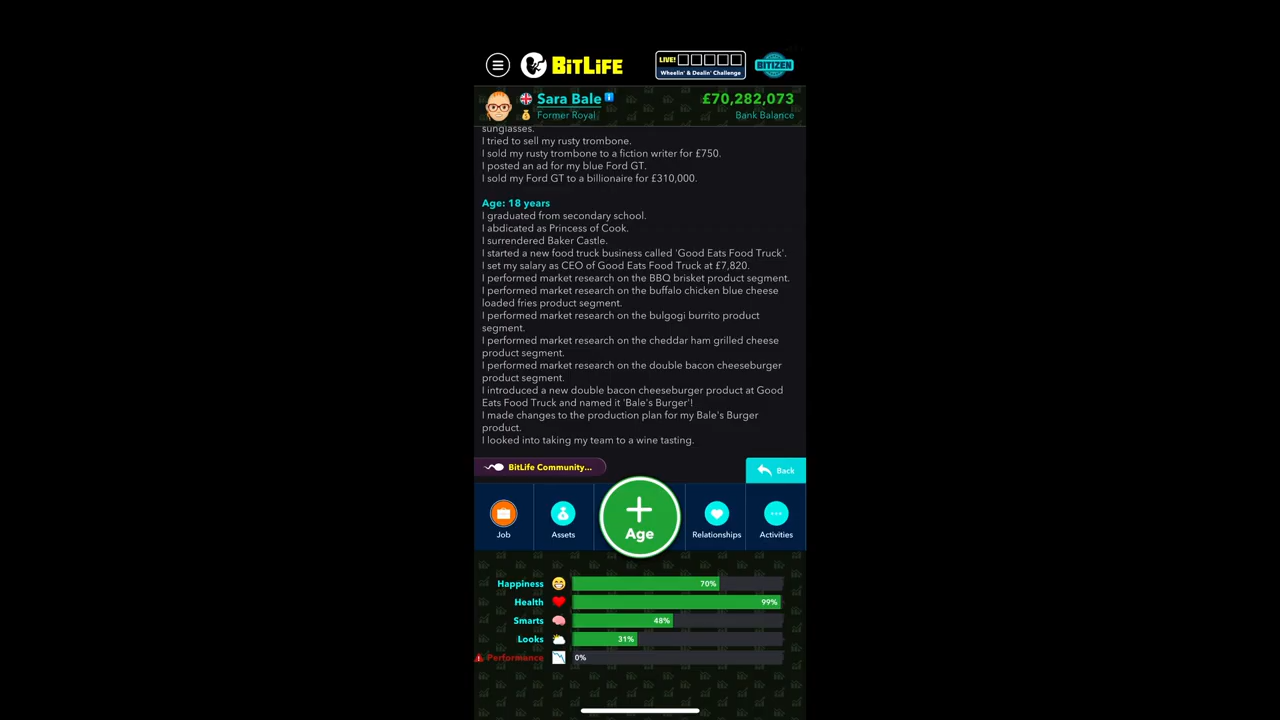 BITLIFE
LIVE!
Wheelin' & Dealin' Challenge
BITIZEN
Sara Bale
£70,282,073
Former Royal
Bank Balance
sunglasses.
I tried to sell my rusty trombone.
I sold my rusty trombone to a fiction writer for £750.
I posted an ad for my blue Ford GT.
I sold my Ford GT to a billionaire for £310,000.
Age: 18 years
I graduated from secondary school.
I abdicated as Princess of Cook.
I surrendered Baker Castle.
I started a new food truck business called 'Good Eats Food Truck'.
I set my salary as CEO of Good Eats Food Truck at £7,820.
I performed market research on the BBQ brisket product segment.
I performed market research on the buffalo chicken blue cheese
loaded fries product segment.
I performed market research on the bulgogi burrito product
segment.
I performed market research on the cheddar ham grilled cheese
product segment.
I performed market research on the double bacon cheeseburger
product segment.
I introduced a new double bacon cheeseburger product at Good
Eats Food Truck and named it 'Bale's Burger'!
I made changes to the production plan for my Bale's Burger
product.
I looked into taking my team to a wine tasting.
BitLife Community...
Back
Job
Assets
+
Age
Relationships
Activities
Happiness 70%
Health 99%
Smarts 48%
Looks 31%
Performance 0%